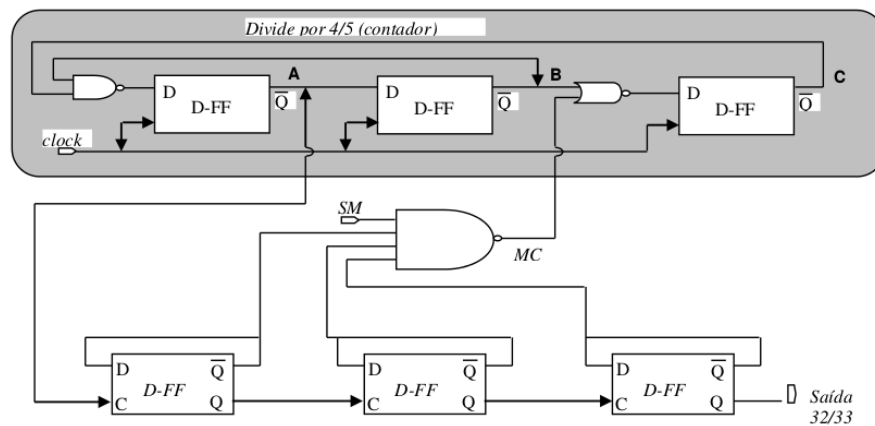 Divide por 4/5 (contador)
A
B
C
D
D-FF
Q
D
D-FF
Q
D
D-FF
Q
clock
SM
MC
D
Q
D-FF
C
Q
D
Q
D-FF
C
Q
D
Q
D-FF
C
Q
Saída
32/33